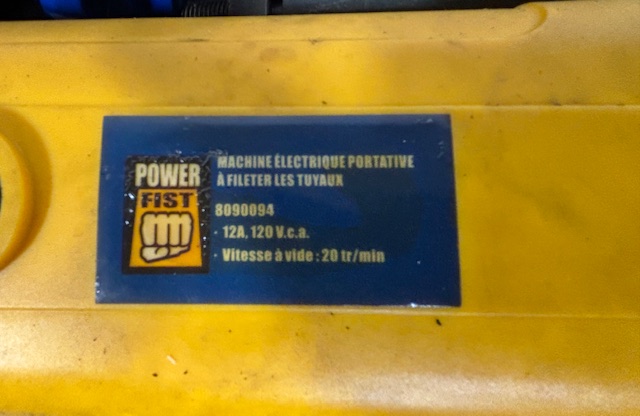 POWER
FIST
MACHINE ÉLECTRIQUE PORTATIVE
À FILETER LES TUYAUX
8090094
· 12A, 120 V.c.a.
· Vitesse à vide : 20 tr/min